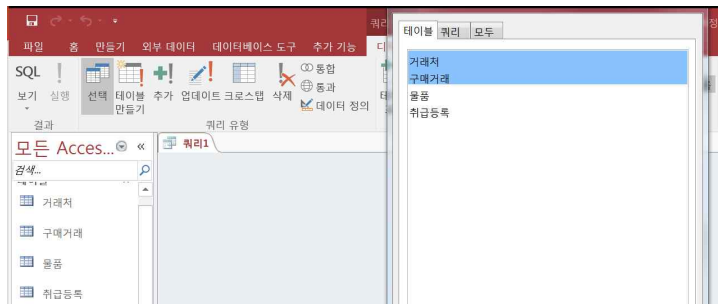 쿼리
파일 홈 만들기 외부 데이터 데이터베이스 도구 추가 기능
SQL
보기 실행 선택 테이블 만들기 추가 업데이트 크로스탭 삭제
통합
통과
데이터 정의
결과 쿼리 유형
모든 Acces... «
검색...
거래처
구매거래
물품
취급등록
쿼리1
테이블 쿼리 모두
거래처
구매거래
물품
취급등록